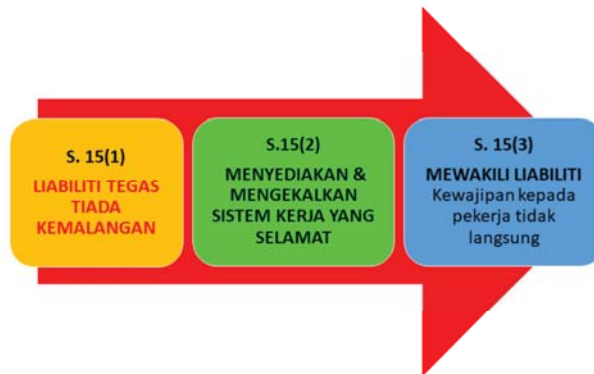 S. 15(1)
LIABILITI TEGAS
TIADA
KEMALANGAN
S.15(2)
MENYEDIAKAN &
MENGEKALKAN
SISTEM KERJA YANG
SELAMAT
S. 15(3)
MEWAKILI LIABILITI
Kewajipan kepada
pekerja tidak
langsung